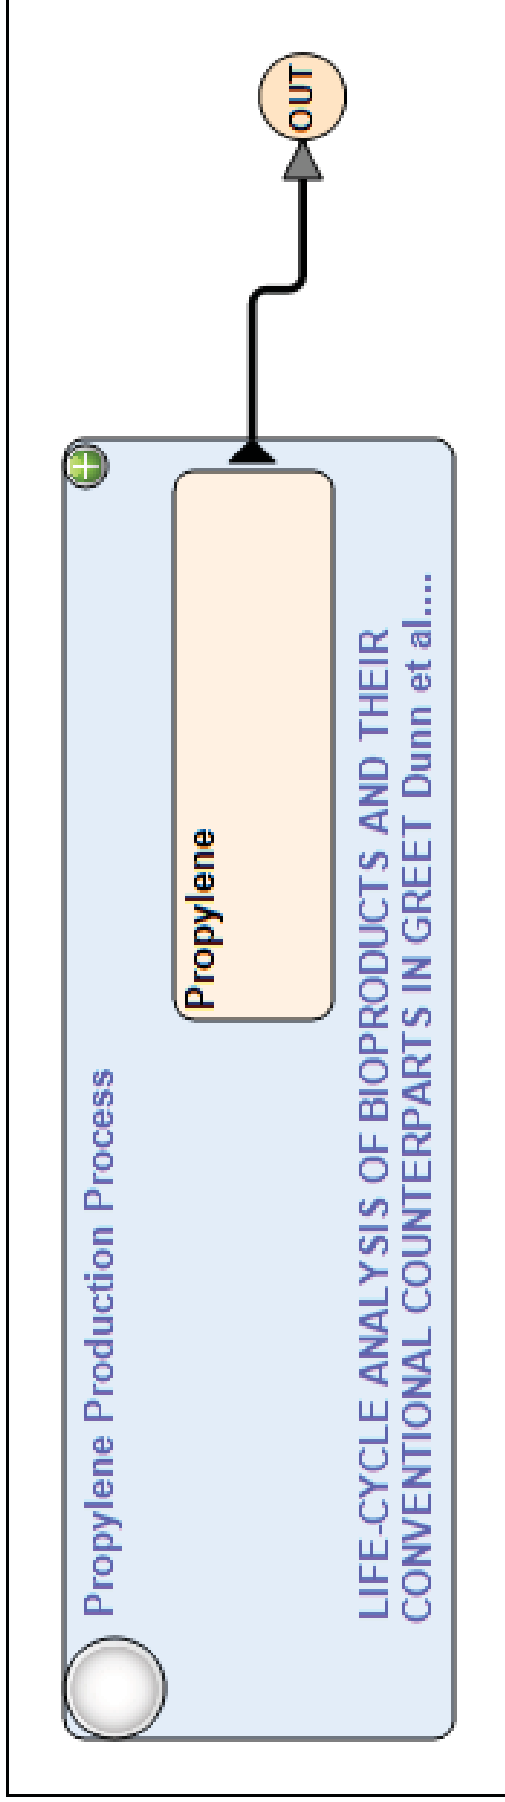 Propylene Production Process
Propylene
LIFE-CYCLE ANALYSIS OF BIOPRODUCTS AND THEIR
CONVENTIONAL COUNTERPARTS IN GREET Dunn et al....
OUT